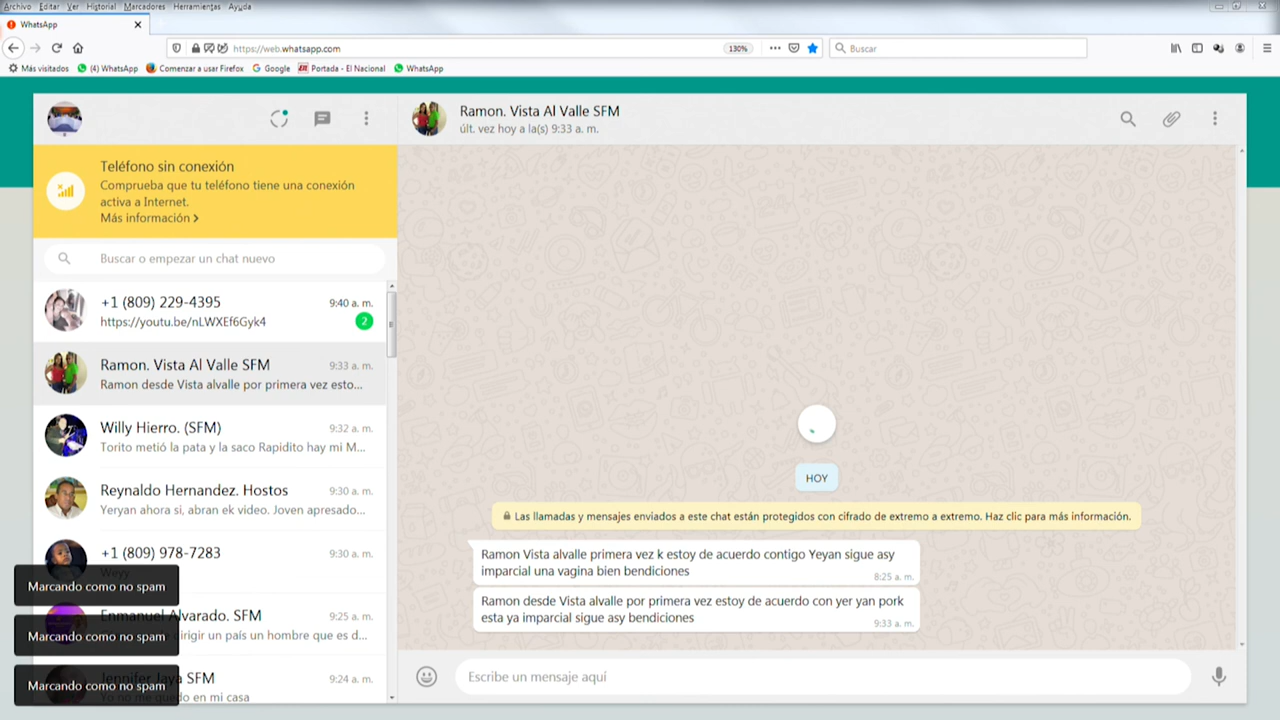 Archivo Editar Ver Historial Marcadores Herramientas Ayuda
WhatsApp
https://web.whatsapp.com
130%
Buscar
Más visitados
(4) WhatsApp
Comenzar a usar Firefox
Google
Portada - El Nacional
WhatsApp
Teléfono sin conexión
Comprueba que tu teléfono tiene una conexión
activa a Internet.
Más información
Buscar o empezar un chat nuevo
+1 (809) 229-4395
9:40 a. m.
https://youtu.be/nLWXEf6Gyk4
2
Ramon. Vista Al Valle SFM
9:33 a. m.
Ramon desde Vista alvalle por primera vez esto...
Willy Hierro. (SFM)
9:32 a. m.
Torito metió la pata y la saco Rapidito hay mi M...
Reynaldo Hernandez. Hostos
9:30 a. m.
Yeryan ahora si, abran ek video. Joven apresado...
+1 (809) 978-7283
9:30 a. m.
Marcando como no spam
Enmanuel Alvarado. SFM
9:25 a. m.
dirigir un país un hombre que es d...
Marcando como no spam
Jennifer Jaya SFM
9:24 a. m.
Marcando como no spam
en mi casa
Ramon. Vista Al Valle SFM
últ. vez hoy a la(s) 9:33 a. m.
HOY
Las llamadas y mensajes enviados a este chat están protegidos con cifrado de extremo a extremo. Haz clic para más información.
Ramon Vista alvalle primera vez k estoy de acuerdo contigo Yeyan sigue asy
imparcial una vagina bien bendiciones
8:25 a. m.
Ramon desde Vista alvalle por primera vez estoy de acuerdo con yer yan pork
esta ya imparcial sigue asy bendiciones
9:33 a. m.
Escribe un mensaje aquí